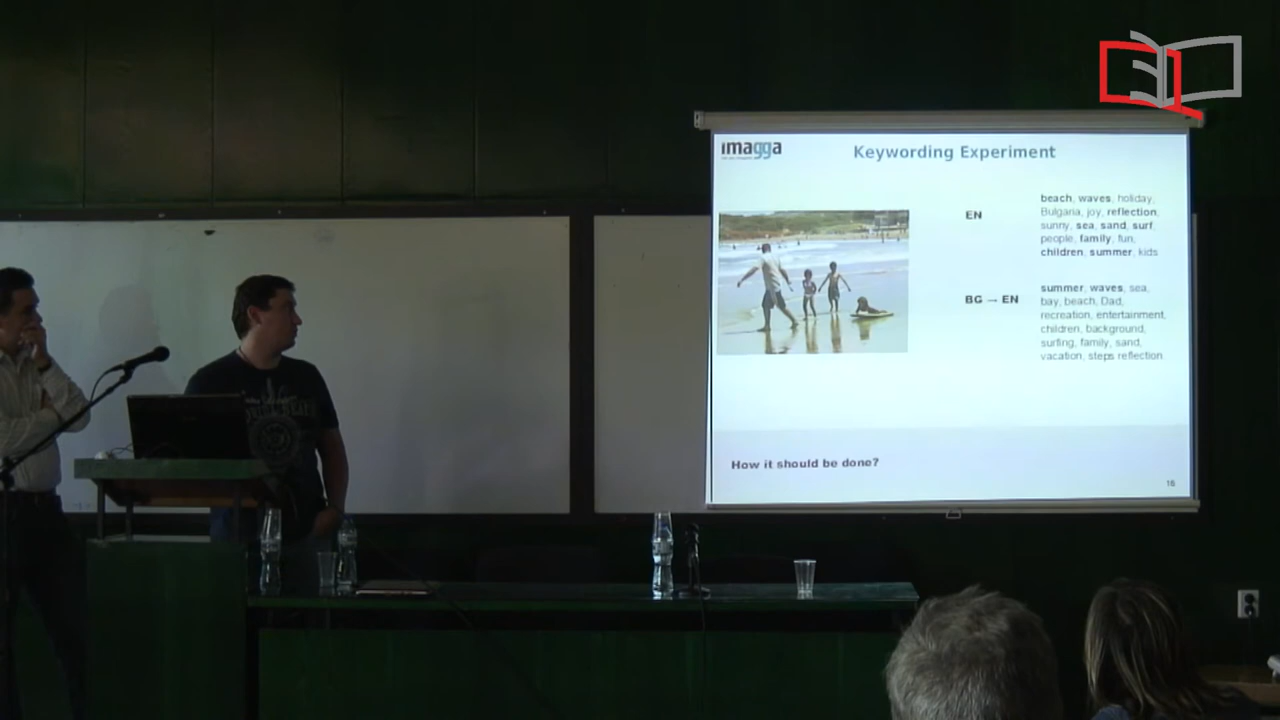 imagga
Keywording Experiment
EN
beach, waves, holiday,
Bulgaria, joy, reflection,
sunny, sea, sand, surf,
people, family, fun,
children, summer, kids
BG → EN
summer, waves, sea,
bay, beach, Dad,
recreation, entertainment,
children, background,
surfing, family, sand,
vacation, steps reflection
How it should be done?
16